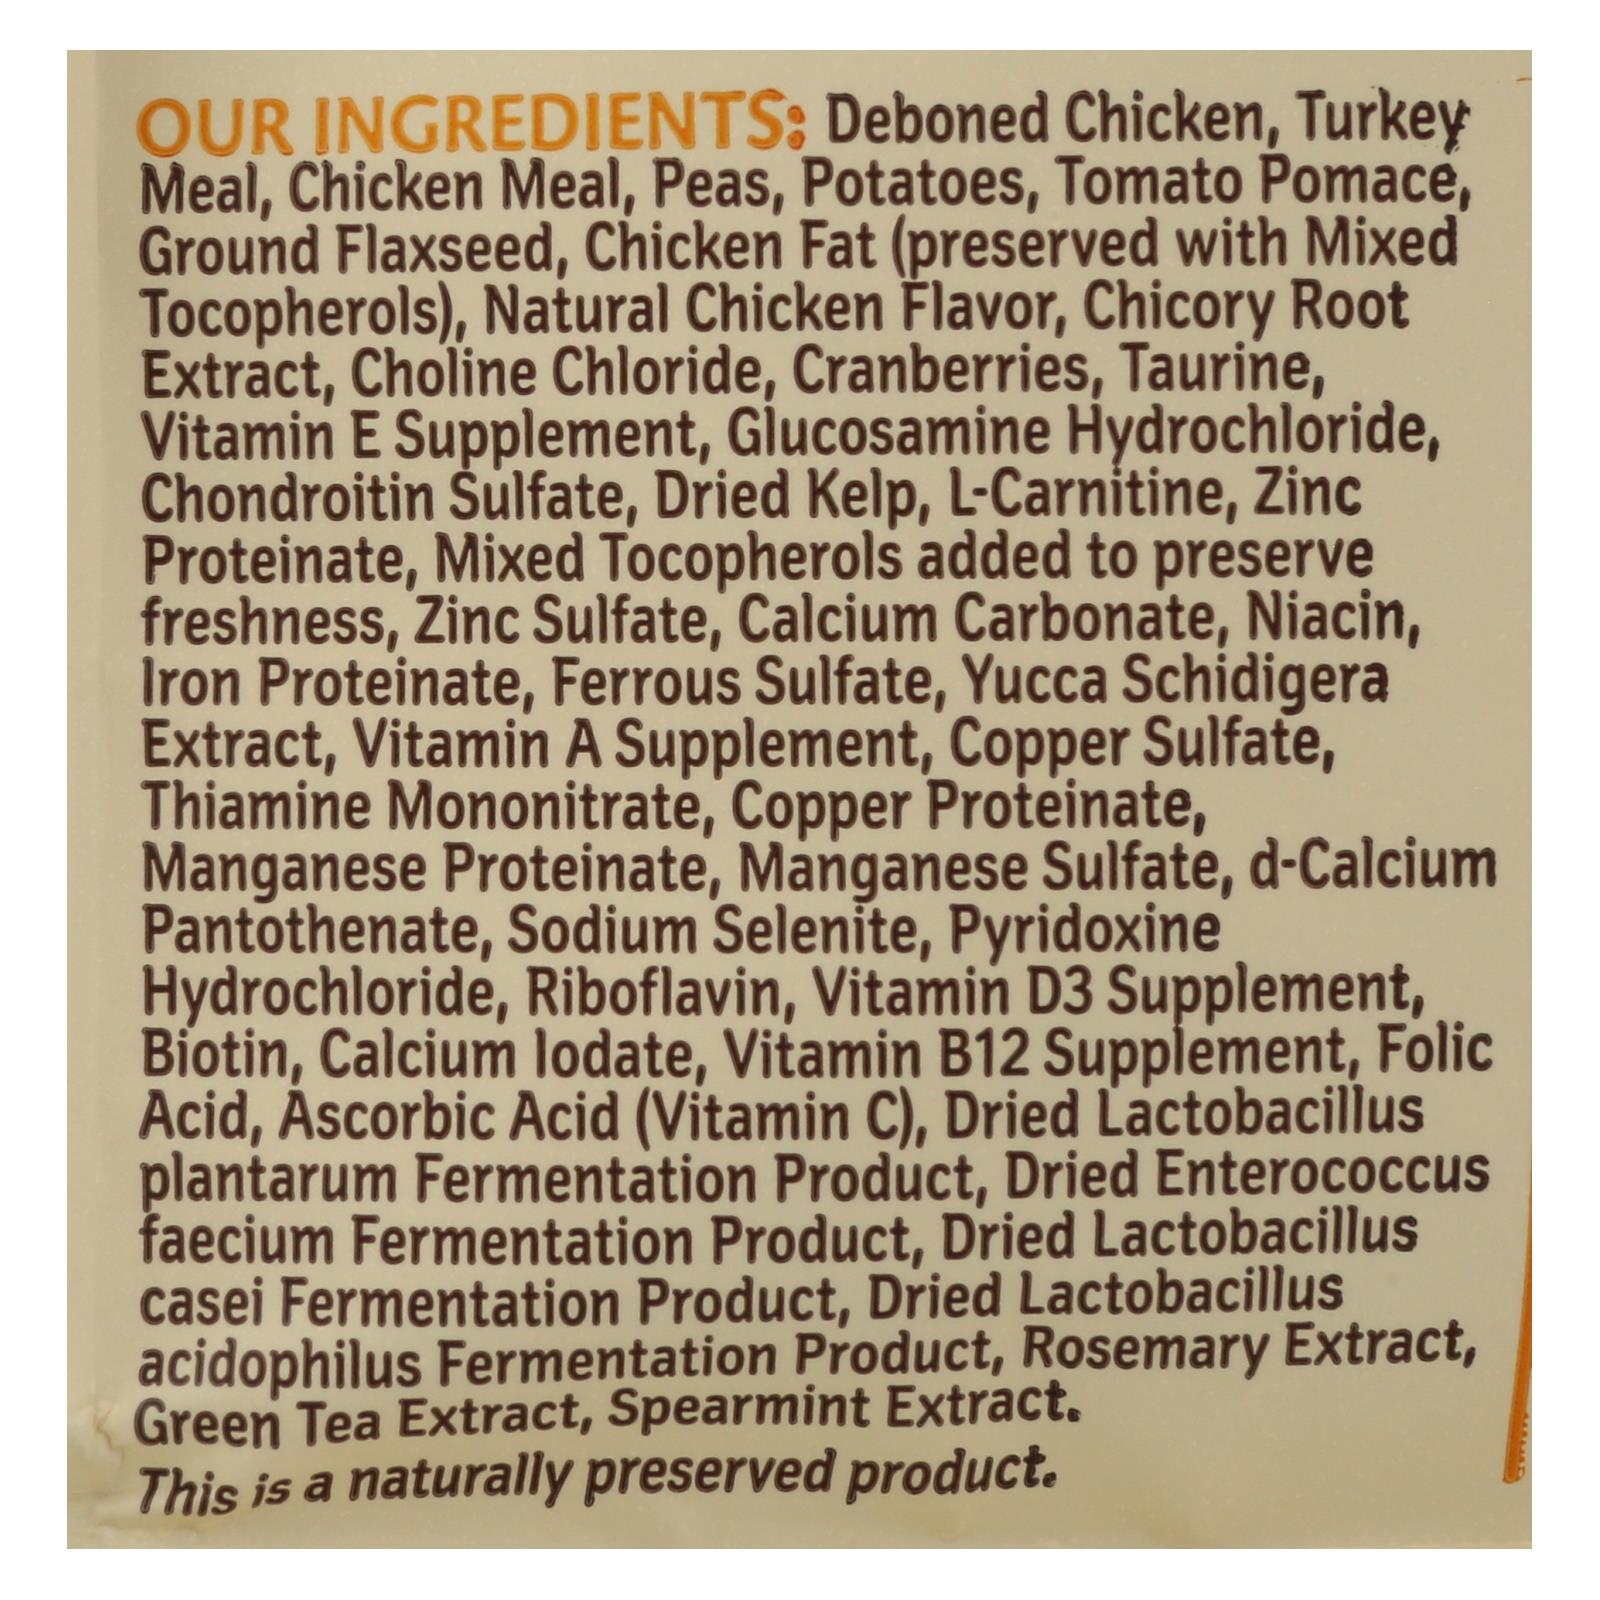 OUR INGREDIENTS: Deboned Chicken, Turkey
Meal, Chicken Meal, Peas, Potatoes, Tomato Pomace,
Ground Flaxseed, Chicken Fat (preserved with Mixed
Tocopherols), Natural Chicken Flavor, Chicory Root
Extract, Choline Chloride, Cranberries, Taurine,
Vitamin E Supplement, Glucosamine Hydrochloride,
Chondroitin Sulfate, Dried Kelp, L-Carnitine, Zinc
Proteinate, Mixed Tocopherols added to preserve
freshness, Zinc Sulfate, Calcium Carbonate, Niacin,
Iron Proteinate, Ferrous Sulfate, Yucca Schidigera
Extract, Vitamin A Supplement, Copper Sulfate,
Thiamine Mononitrate, Copper Proteinate,
Manganese Proteinate, Manganese Sulfate, d-Calcium
Pantothenate, Sodium Selenite, Pyridoxine
Hydrochloride, Riboflavin, Vitamin D3 Supplement,
Biotin, Calcium Iodate, Vitamin B12 Supplement, Folic
Acid, Ascorbic Acid (Vitamin C), Dried Lactobacillus
plantarum Fermentation Product, Dried Enterococcus
faecium Fermentation Product, Dried Lactobacillus
casei Fermentation Product, Dried Lactobacillus
acidophilus Fermentation Product, Rosemary Extract,
Green Tea Extract, Spearmint Extract.
This is a naturally preserved product.